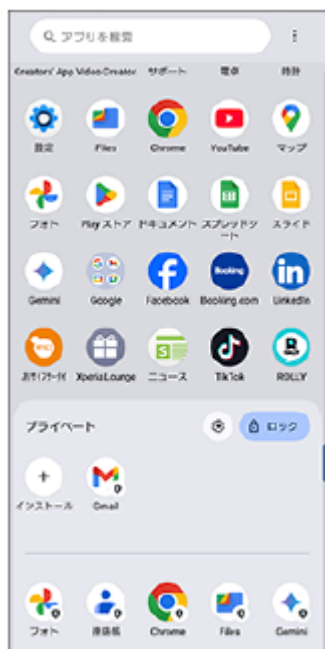 アプリを検索
Creators' App Video Creator サポート 電卓 時計
設定 Files Chrome YouTube マップ
フォト Play ストア ドキュメント スプレッドシート スライド
Booking
Gemini Google Facebook Booking.com LinkedIn
Xperia Lounge ニュース TikTok ROLLY
プライベート ロック
インストール Gmail
フォト 連絡帳 Chrome Files Gemini